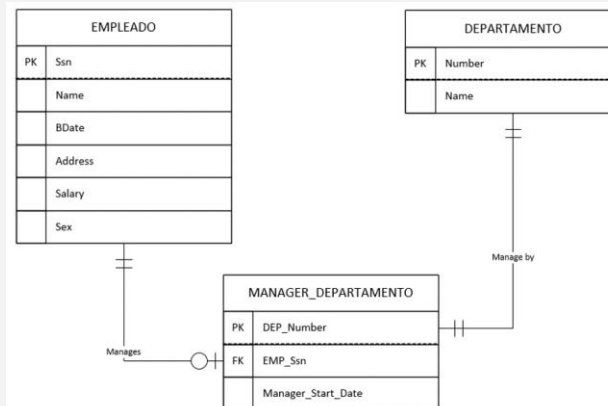 EMPLEADO
PK Ssn
Name
BDate
Address
Salary
Sex
DEPARTAMENTO
PK Number
Name
Manage by
Manages
MANAGER_DEPARTAMENTO
PK DEP_Number
FK EMP_Ssn
Manager_Start_Date